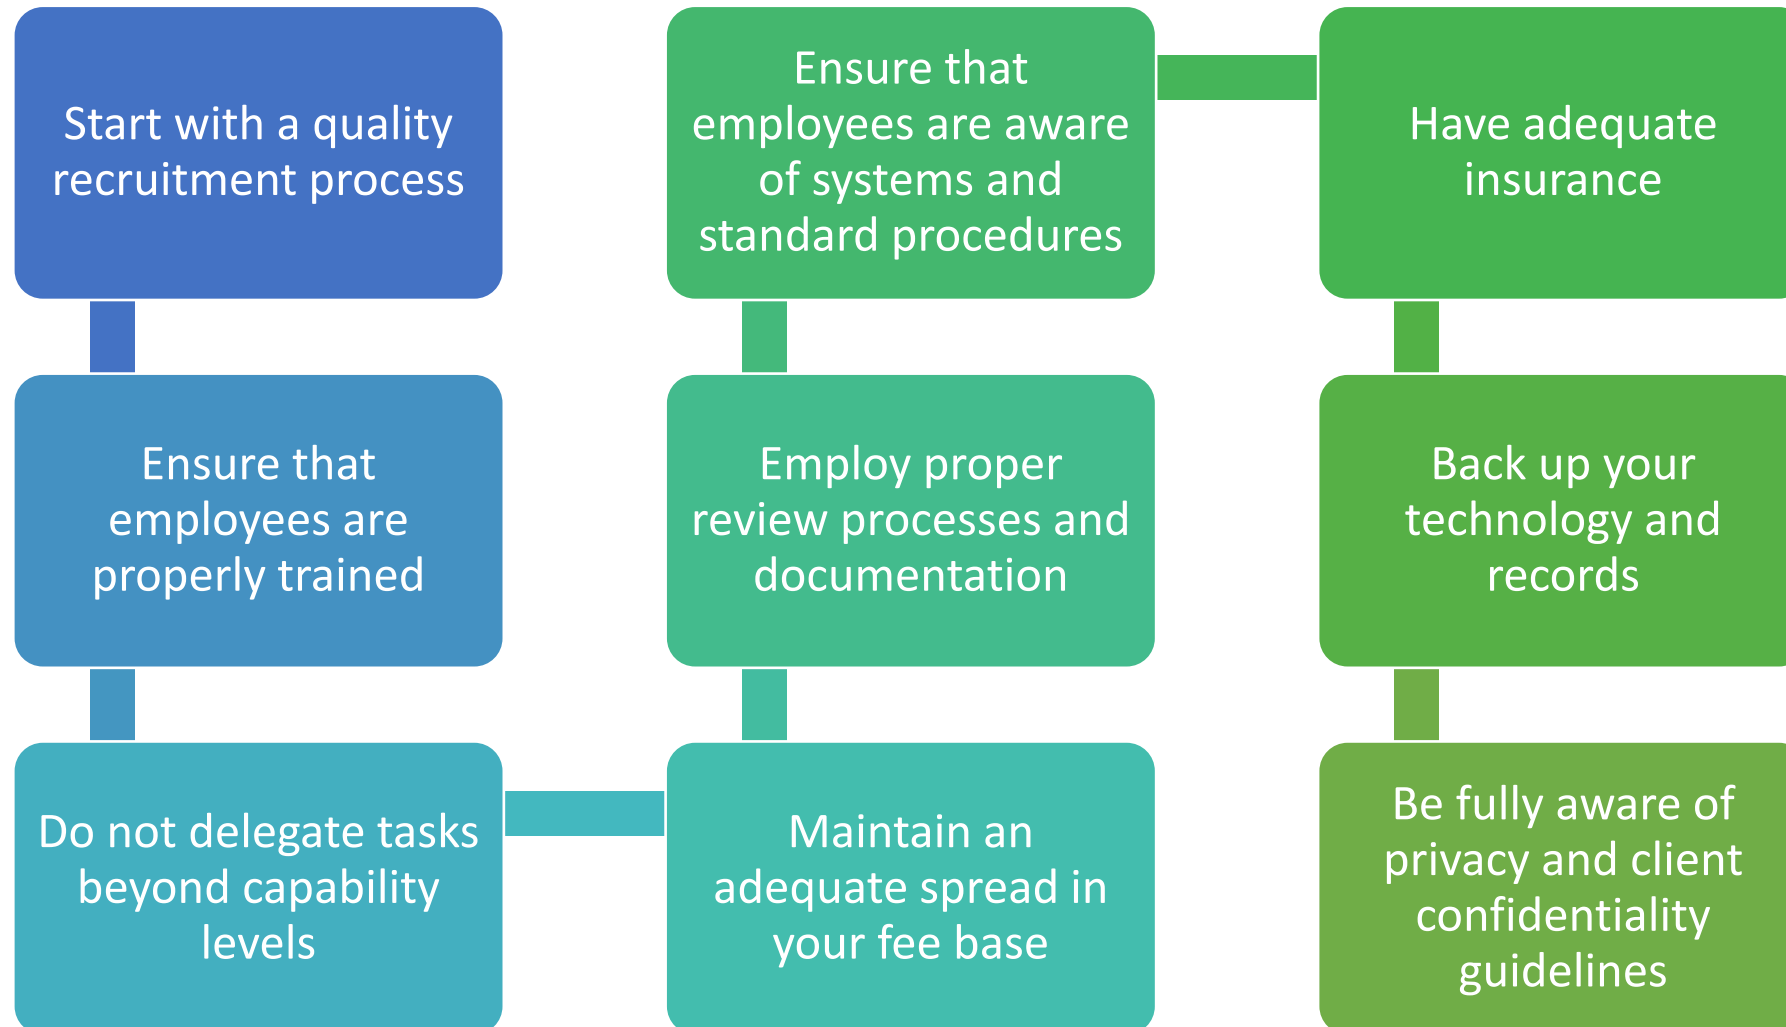 Start with a quality
recruitment process
Ensure that
employees are
properly trained
Do not delegate tasks
beyond capability
levels
Maintain an
adequate spread in
your fee base
Employ proper
review processes and
documentation
Ensure that
employees are aware
of systems and
standard procedures
Have adequate
insurance
Back up your
technology and
records
Be fully aware of
privacy and client
confidentiality
guidelines